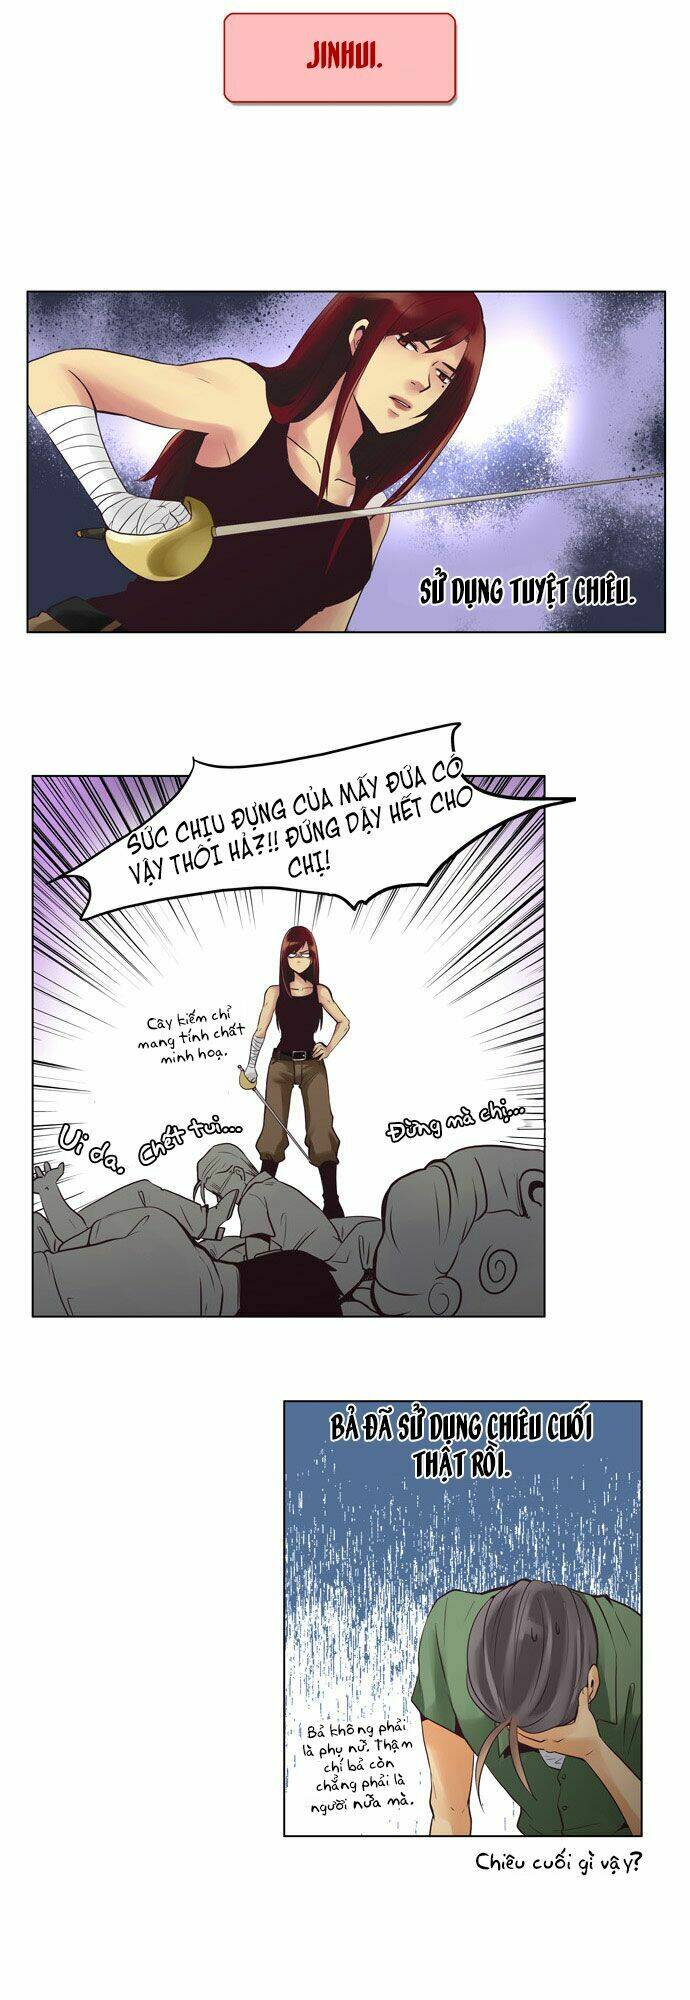 JINHUI.
SỬ DỤNG TUYỆT CHIÊU.
SỨC CHỊU ĐỰNG CỦA MẤY ĐỨA CÓ
VẬY THÔI HẢ?!! ĐỨNG DẬY HẾT CHO
CHỊ!
Cây kiếm chỉ
mang tính chất
minh hoạ.
Ui da.
Chết tui...
Đừng mà chị...
BẢ ĐÃ SỬ DỤNG CHIÊU CUỐI
THẬT RỒI.
Bả không phải
là phụ nữ. Thậm
chí bả còn
chẳng phải là
người nữa mà.
Chiêu cuối gì vậy?